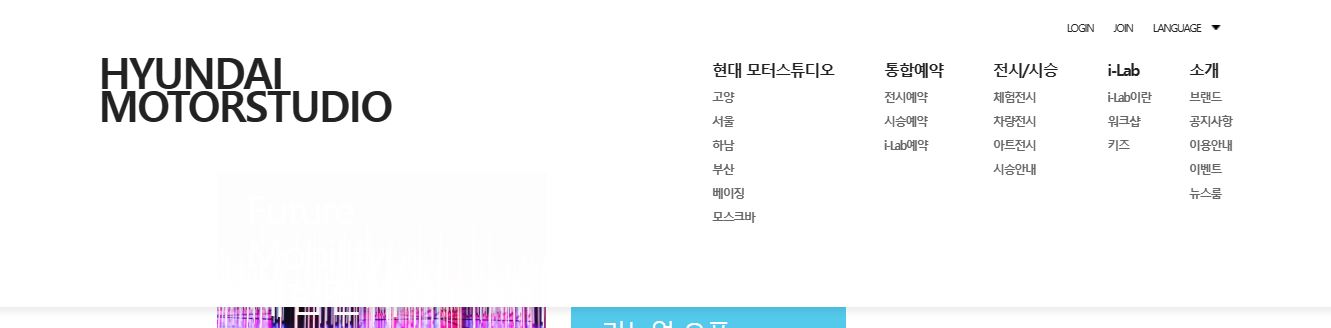 LOGIN JOIN LANGUAGE
HYUNDAI
MOTORSTUDIO
현대 모터스튜디오
고양
서울
하남
부산
베이징
모스크바
통합예약
전시예약
시승예약
i-Lab예약
전시/시승
체험전시
차량전시
아트전시
시승안내
i-Lab
i-Lab이란
워크샵
키즈
소개
브랜드
공지사항
이용안내
이벤트
뉴스룸
Future
Mobility